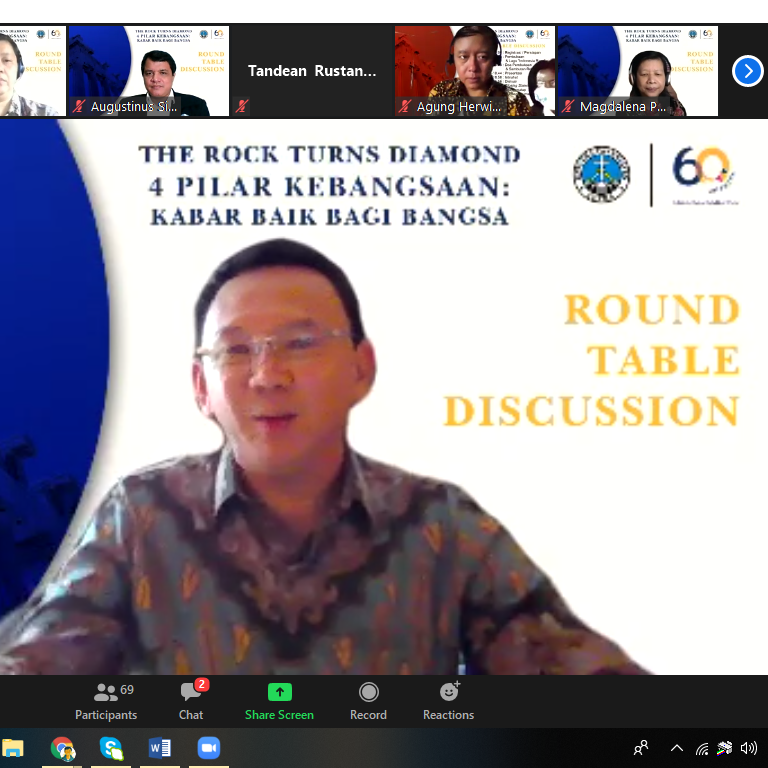 Augustinus Si...
Tandean Rustan...
Agung Herwi...
Magdalena P...
THE ROCK TURNS DIAMOND
4 PILAR KEBANGSAAN:
KABAR BAIK BAGI BANGSA
60
ROUND
TABLE
DISCUSSION
69
2
Participants
Chat
Share Screen
Record
Reactions